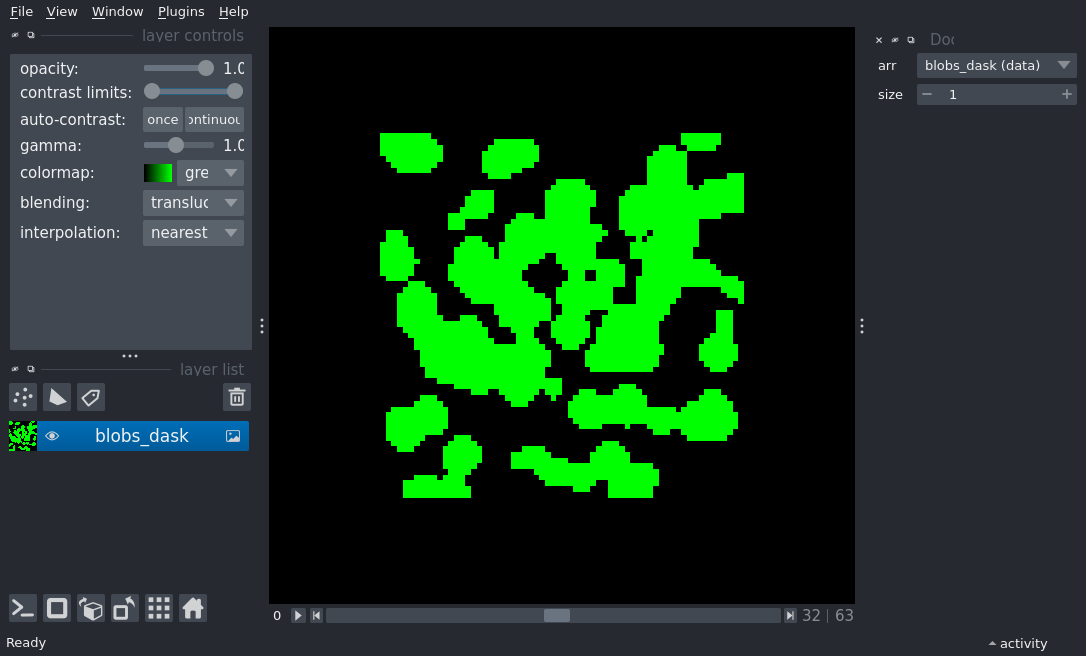 File View Window Plugins Help
layer controls
opacity: 1.0
contrast limits:
auto-contrast: once ontinuou
gamma: 1.0
colormap: gre
blending: transluc
interpolation: nearest
layer list
blobs_dask
0 32 | 63
Ready
Doc
arr blobs_dask (data)
size 1
activity